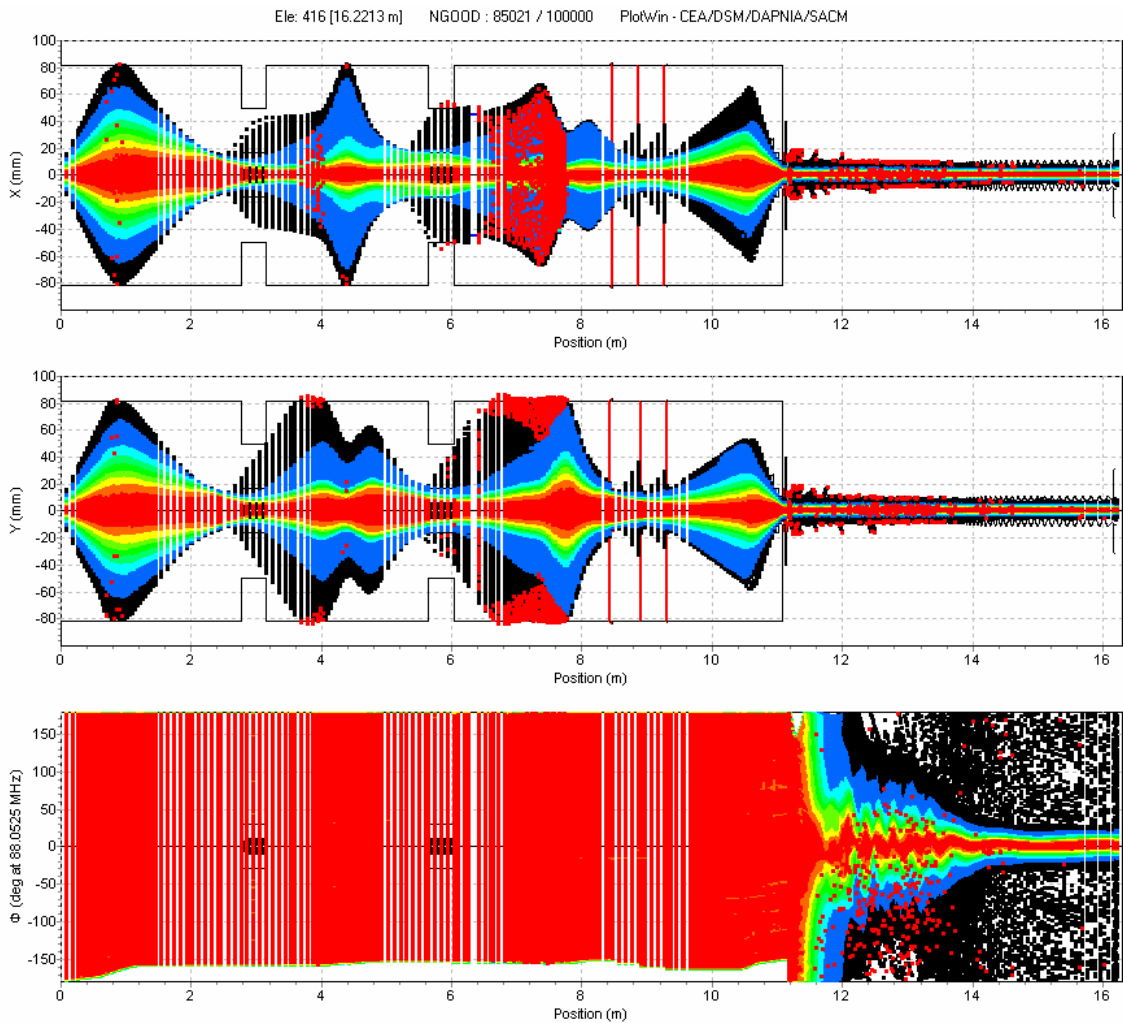 Ele: 416 [16.2213 m] NGOOD : 85021 / 100000 PlotWin - CEA/DSM/DAPNIA/SACM
X (mm)
100
80
60
40
20
0
-20
-40
-60
-80
0 2 4 6 8 10 12 14 16
Position (m)
Y (mm)
100
80
60
40
20
0
-20
-40
-60
-80
0 2 4 6 8 10 12 14 16
Position (m)
Φ (deg at 88.0525 MHz)
150
100
50
0
-50
-100
-150
0 2 4 6 8 10 12 14 16
Position (m)